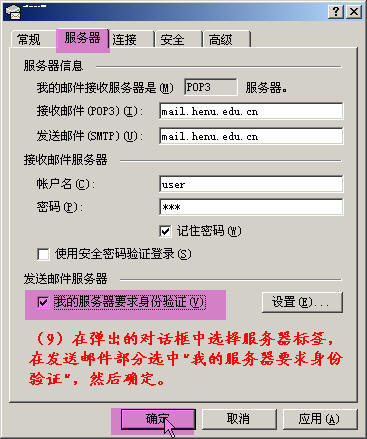 常规 服务器 连接 安全 高级
服务器信息
我的邮件接收服务器是(M) POP3 服务器。
接收邮件(POP3)(I): mail.henu.edu.cn
发送邮件(SMTP)(U): mail.henu.edu.cn
接收邮件服务器
帐户名(C): user
密码(P): ***
记住密码(W)
使用安全密码验证登录(S)
发送邮件服务器
我的服务器要求身份验证(V) 设置(E)...
(9)在弹出的对话框中选择服务器标签,
在发送邮件部分选中"我的服务器要求身份
验证",然后确定。
确定 取消 应用(A)